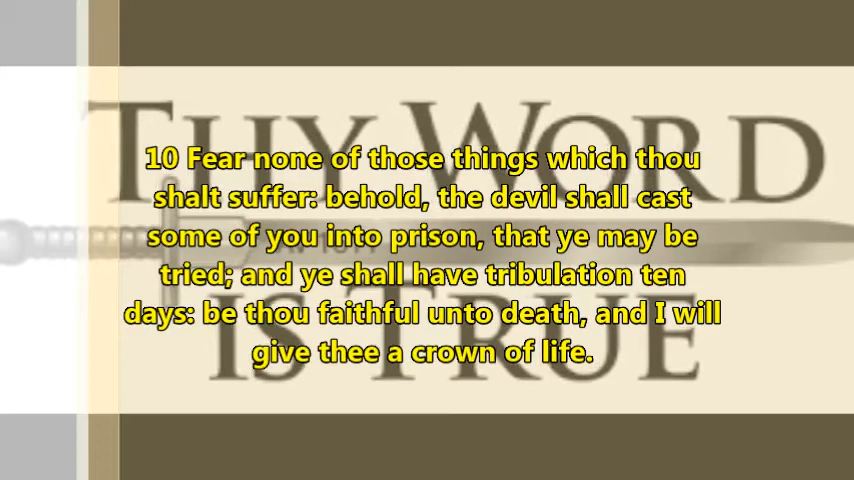 THY WORD
10 Fear none of those things which thou
shalt suffer: behold, the devil shall cast
some of you into prison, that ye may be
tried; and ye shall have tribulation ten
days: be thou faithful unto death, and I will
give thee a crown of life.
IS TRUE